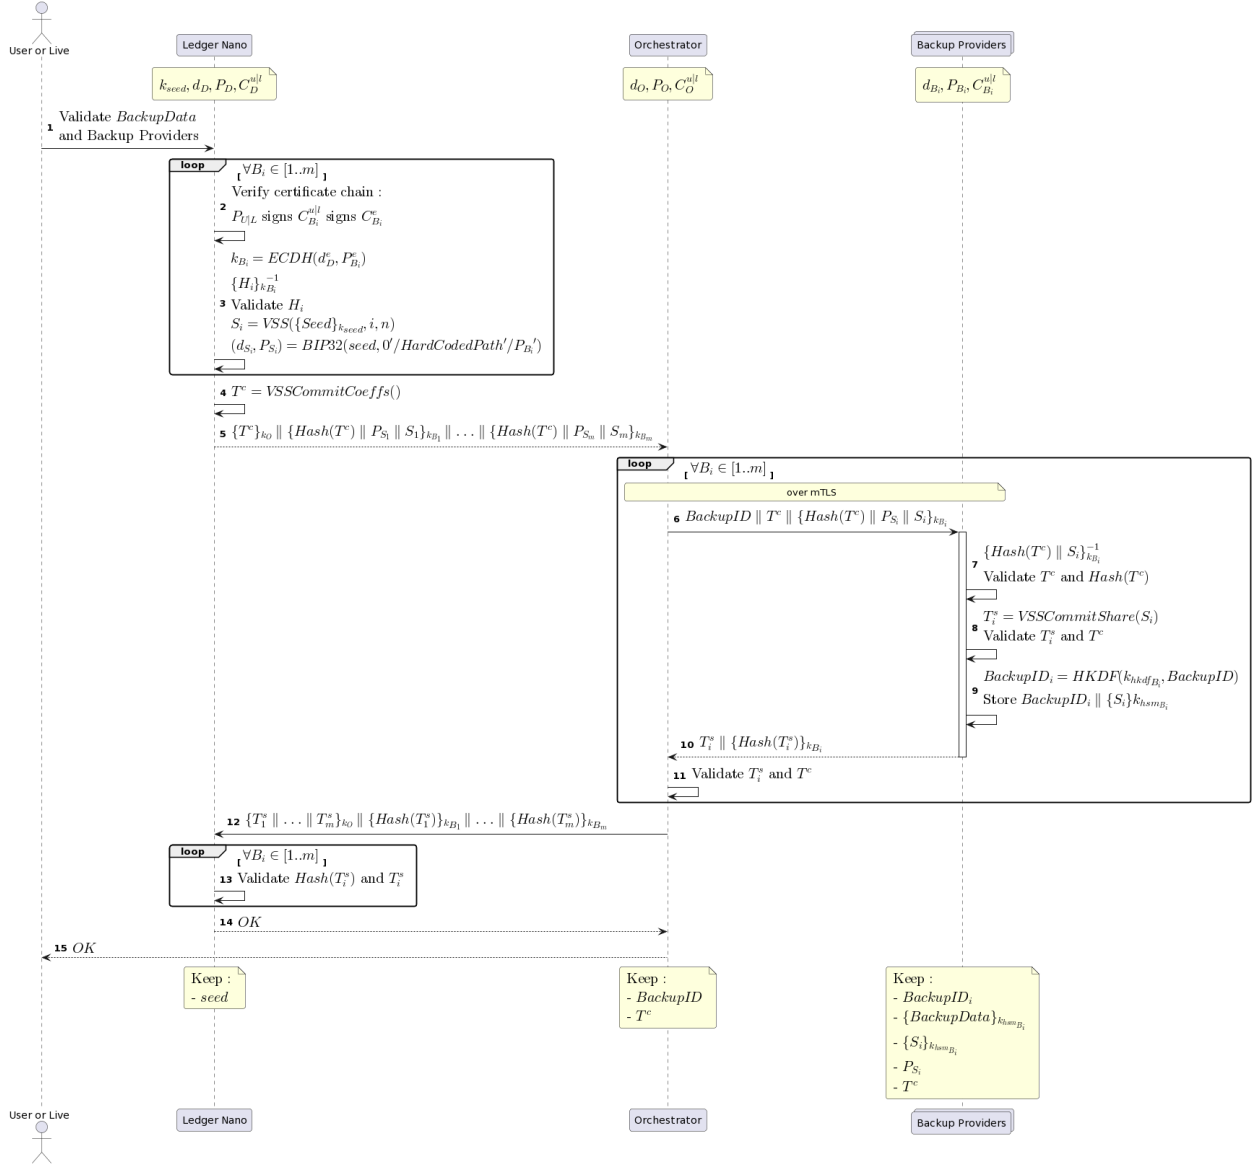 User or Live
Ledger Nano
Orchestrator
Backup Providers
k_{seed}, d_D, P_D, C_D^{u|l}
d_O, P_O, C_O^{u|l}
d_{B_i}, P_{B_i}, C_{B_i}^{u|l}
1 Validate BackupData
and Backup Providers
loop [ ∀B_i ∈ [1..m] ]
2 Verify certificate chain :
P_{U|L} signs C_{B_i}^{u|l} signs C_{B_i}^e
3 k_{B_i} = ECDH(d_D^e, P_{B_i}^e)
{H_i}_{k_{B_i}}^{-1}
Validate H_i
S_i = VSS({Seed}_{k_{seed}}, i, n)
(d_{S_i}, P_{S_i}) = BIP32(seed, 0'/HardCodedPath'/P_{B_i}')
4 T^c = VSSCommitCoeffs()
5 {T^c}_{k_O} ∥ {Hash(T^c) ∥ P_{S_1} ∥ S_1}_{k_{B_1}} ∥ ... ∥ {Hash(T^c) ∥ P_{S_m} ∥ S_m}_{k_{B_m}}
loop [ ∀B_i ∈ [1..m] ]
over mTLS
6 BackupID ∥ T^c ∥ {Hash(T^c) ∥ P_{S_i} ∥ S_i}_{k_{B_i}}
7 {Hash(T^c) ∥ S_i}_{k_{B_i}}^{-1}
Validate T^c and Hash(T^c)
8 T_i^s = VSSCommitShare(S_i)
Validate T_i^s and T^c
9 BackupID_i = HKDF(k_{hkdf_{B_i}}, BackupID)
Store BackupID_i ∥ {S_i}k_{hsm_{B_i}}
10 T_i^s ∥ {Hash(T_i^s)}_{k_{B_i}}
11 Validate T_i^s and T^c
12 {T_1^s ∥ ... ∥ T_m^s}_{k_O} ∥ {Hash(T_1^s)}_{k_{B_1}} ∥ ... ∥ {Hash(T_m^s)}_{k_{B_m}}
loop [ ∀B_i ∈ [1..m] ]
13 Validate Hash(T_i^s) and T_i^s
14 OK
15 OK
Keep :
- seed
Keep :
- BackupID
- T^c
Keep :
- BackupID_i
- {BackupData}_{k_{hsm_{B_i}}}
- {S_i}_{k_{hsm_{B_i}}}
- P_{S_i}
- T^c
User or Live
Ledger Nano
Orchestrator
Backup Providers